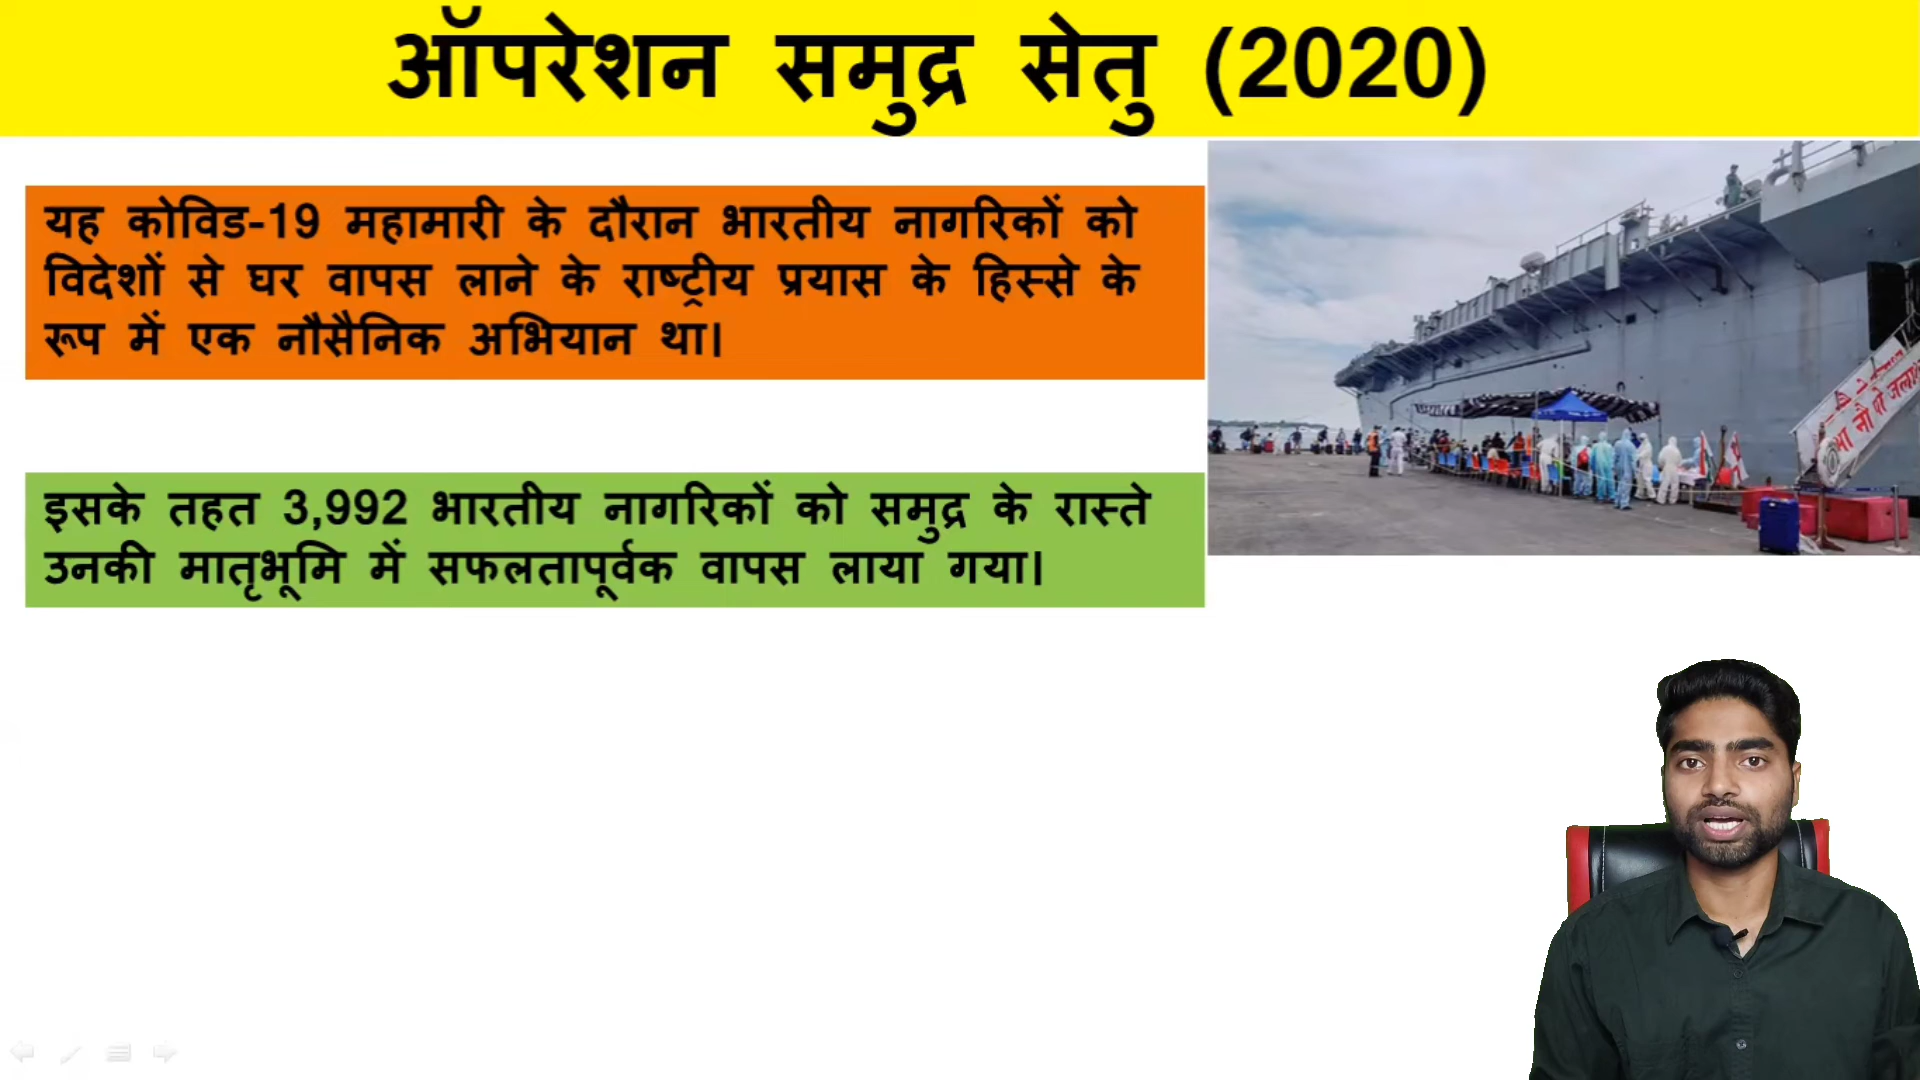 ऑपरेशन समुद्र सेतु (2020)
यह कोविड-19 महामारी के दौरान भारतीय नागरिकों को
विदेशों से घर वापस लाने के राष्ट्रीय प्रयास के हिस्से के
रूप में एक नौसैनिक अभियान था।
इसके तहत 3,992 भारतीय नागरिकों को समुद्र के रास्ते
उनकी मातृभूमि में सफलतापूर्वक वापस लाया गया।